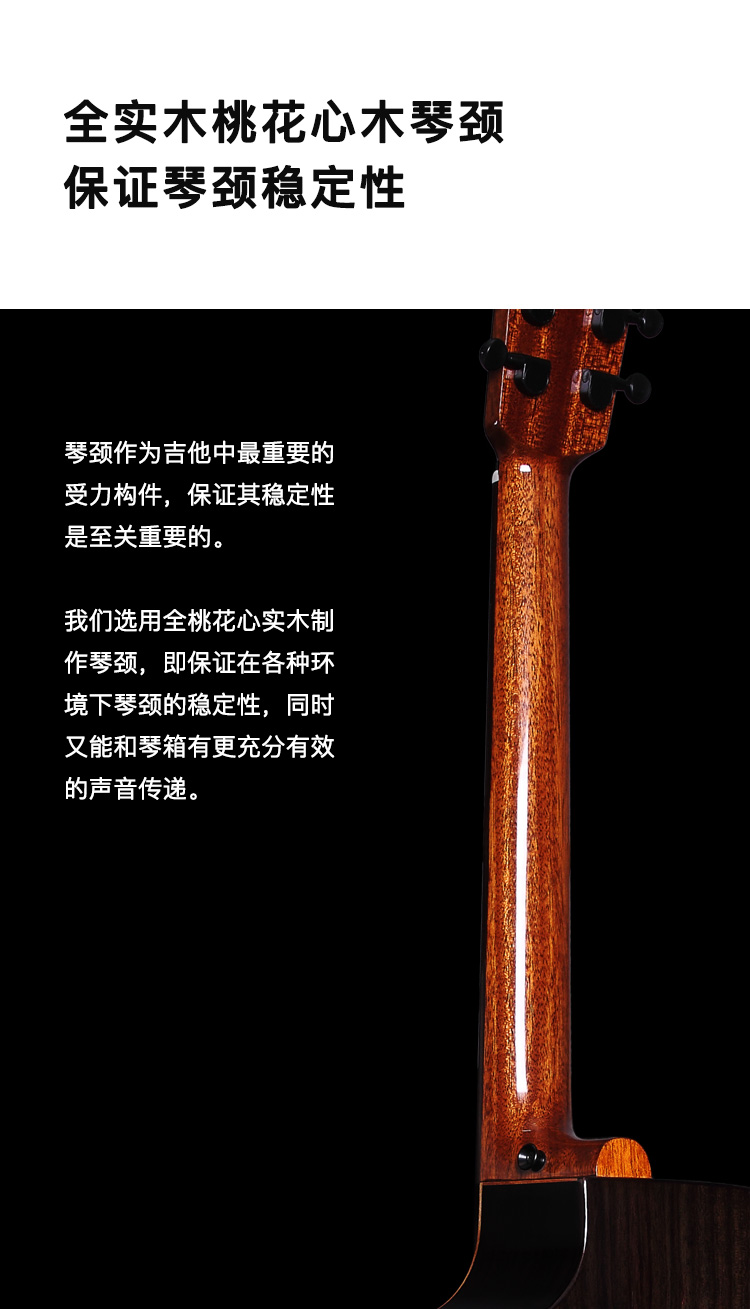 全实木桃花心木琴颈
保证琴颈稳定性
琴颈作为吉他中最重要的
受力构件，保证其稳定性
是至关重要的。
我们选用全桃花心实木制
作琴颈，即保证在各种环
境下琴颈的稳定性，同时
又能和琴箱有更充分有效
的声音传递。